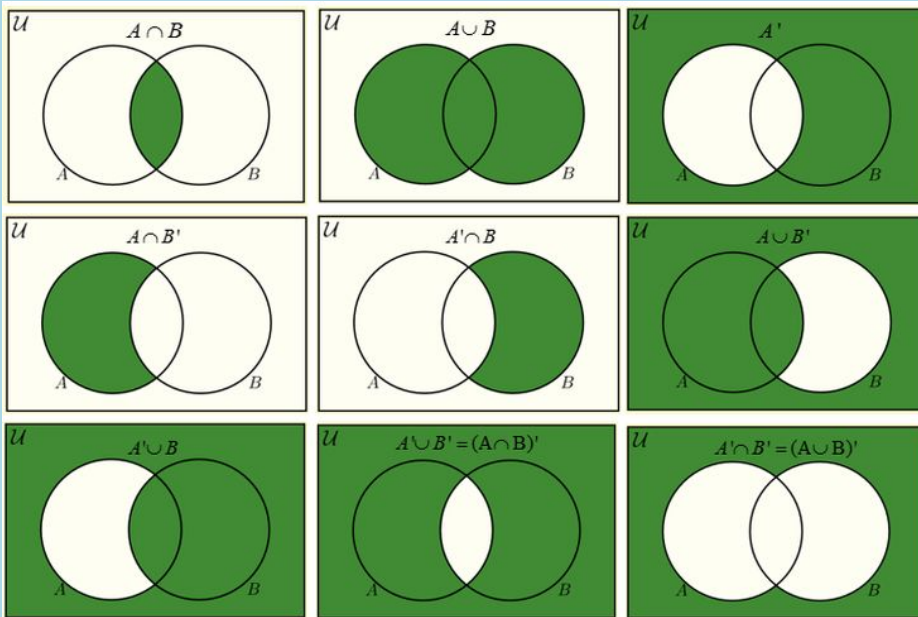 𝒰
A ∩ B
A B
𝒰
A ∪ B
A B
𝒰
A '
A B
𝒰
A ∩ B'
A B
𝒰
A' ∩ B
A B
𝒰
A ∪ B'
A B
𝒰
A' ∪ B
A B
𝒰
A' ∪ B' = (A ∩ B)'
A B
𝒰
A' ∩ B' = (A ∪ B)'
A B